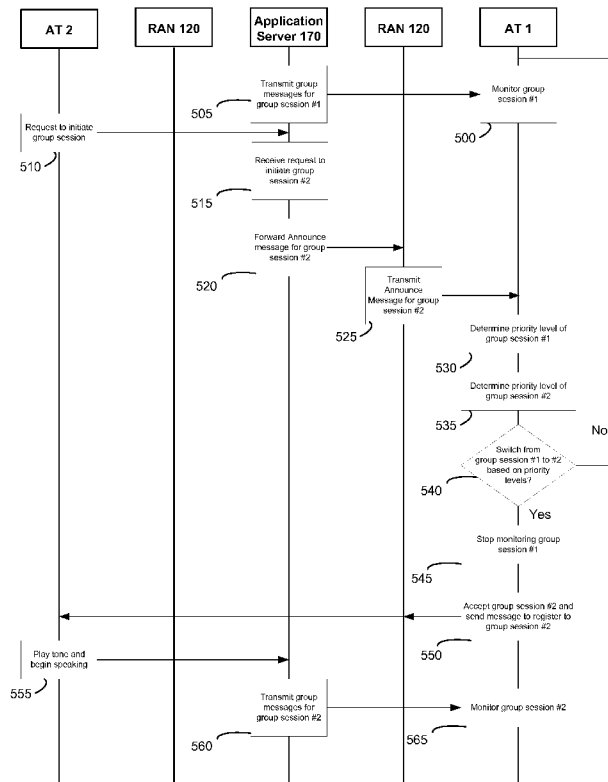 AT 2
RAN 120
Application
Server 170
RAN 120
AT 1
Transmit group
messages for
group session #1
505
Monitor group
session #1
500
Request to initiate
group session
510
Receive request to
initiate group
session #2
515
Forward Announce
message for group
session #2
520
Transmit
Announce
Message for group
session #2
525
Determine priority level of
group session #1
530
Determine priority level of
group session #2
535
No
Switch from
group session #1 to #2
based on priority
levels?
540
Yes
Stop monitoring group
session #1
545
Accept group session #2 and
send message to register to
group session #2
550
Play tone and
begin speaking
555
Transmit group
messages for
group session #2
560
Monitor group session #2
565